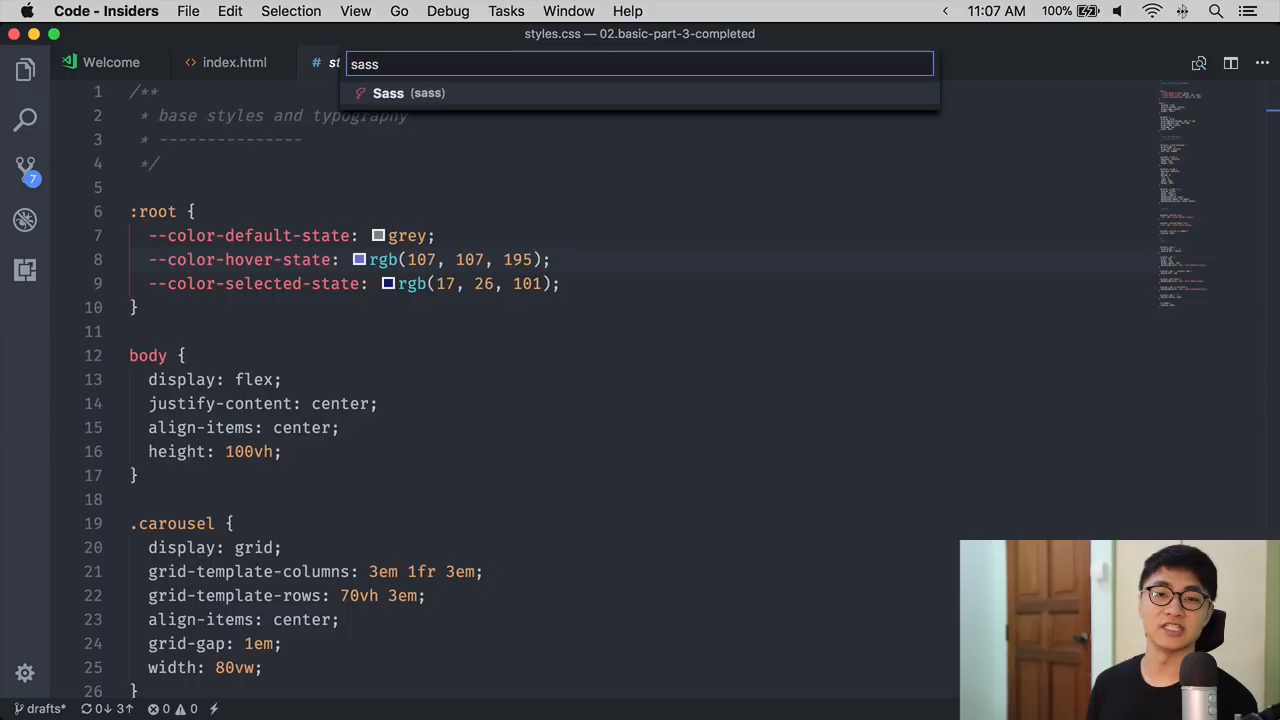 Code - Insiders File Edit Selection View Go Debug Tasks Window Help 11:07 AM 100%
styles.css — 02.basic-part-3-completed
Welcome <> index.html # st
sass
Sass (sass)
1 /**
2 * base styles and typography
3 * ---------------
4 */
5
6 :root {
7 --color-default-state: grey;
8 --color-hover-state: rgb(107, 107, 195);
9 --color-selected-state: rgb(17, 26, 101);
10 }
11
12 body {
13 display: flex;
14 justify-content: center;
15 align-items: center;
16 height: 100vh;
17 }
18
19 .carousel {
20 display: grid;
21 grid-template-columns: 3em 1fr 3em;
22 grid-template-rows: 70vh 3em;
23 align-items: center;
24 grid-gap: 1em;
25 width: 80vw;
26 }
7
drafts* 0↓ 3↑ 0 0